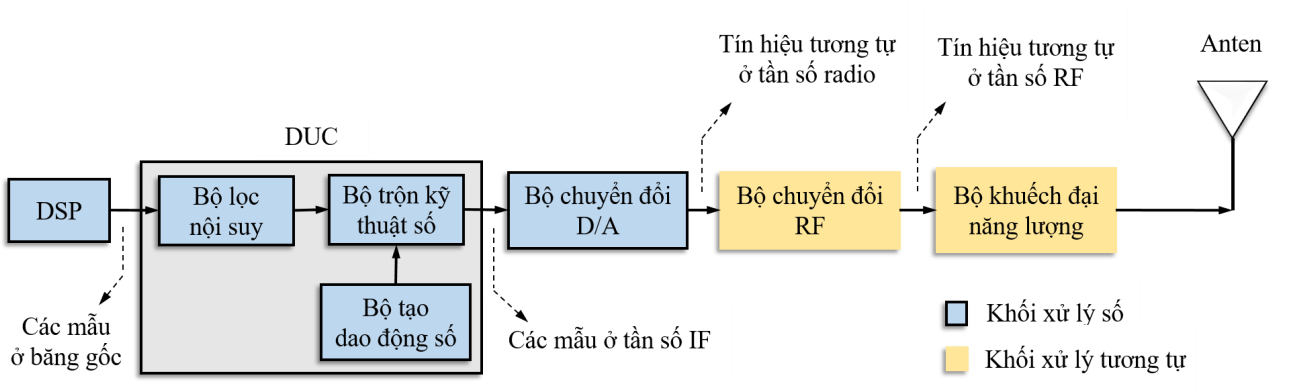 Tín hiệu tương tự
ở tần số radio
Tín hiệu tương tự
ở tần số RF
Anten
DUC
DSP
Bộ lọc
nội suy
Bộ trộn kỹ
thuật số
Bộ chuyển đổi
D/A
Bộ chuyển đổi
RF
Bộ khuếch đại
năng lượng
Bộ tạo
dao động số
Các mẫu
ở băng gốc
Các mẫu ở tần số IF
Khối xử lý số
Khối xử lý tương tự